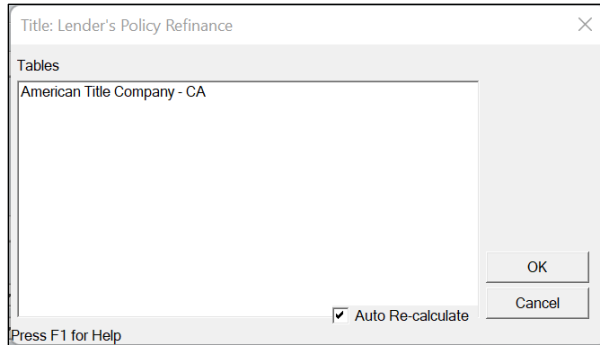 Title: Lender's Policy Refinance
Tables
American Title Company - CA
OK
Cancel
Auto Re-calculate
Press F1 for Help